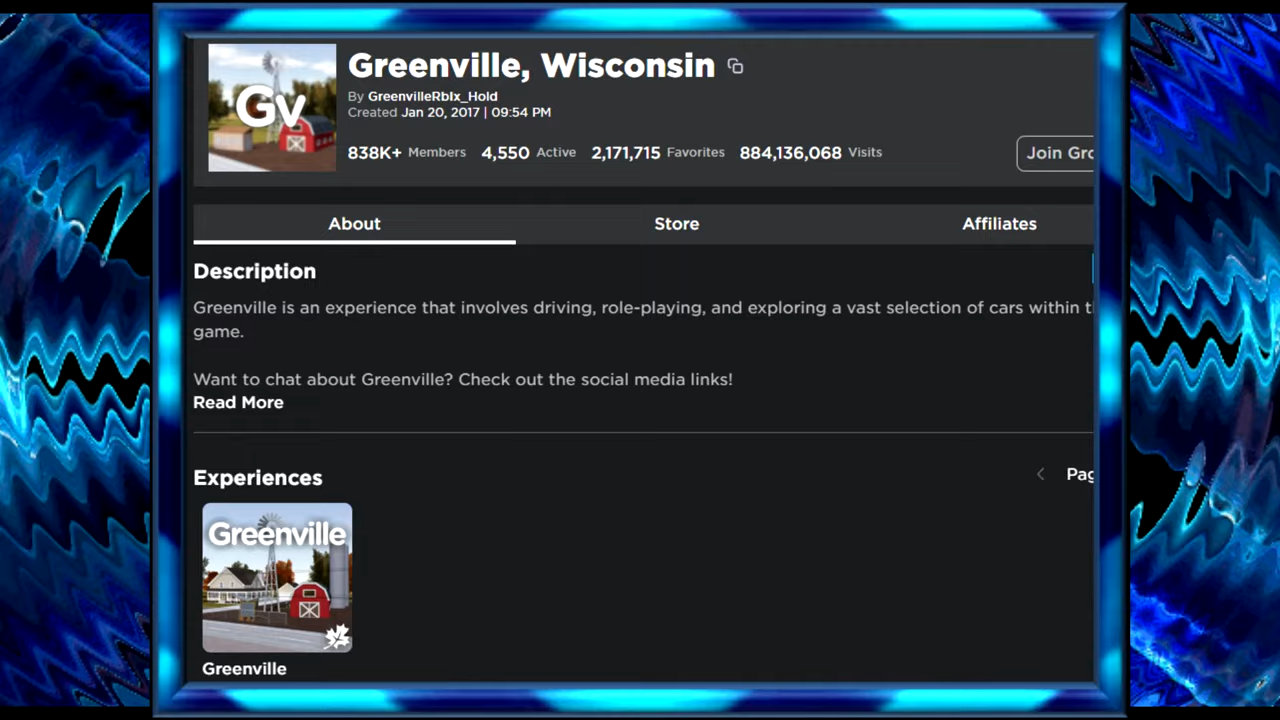 Gv
Greenville, Wisconsin
By GreenvilleRblx_Hold
Created Jan 20, 2017 | 09:54 PM
838K+ Members 4,550 Active 2,171,715 Favorites 884,136,068 Visits
Join Gro
About Store Affiliates
Description
Greenville is an experience that involves driving, role-playing, and exploring a vast selection of cars within th
game.
Want to chat about Greenville? Check out the social media links!
Read More
Experiences
Pag
Greenville
Greenville